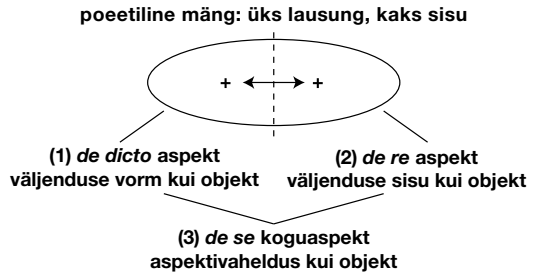 poeetiline mäng: üks lausung, kaks sisu
+ +
(1) de dicto aspekt
väljenduse vorm kui objekt
(2) de re aspekt
väljenduse sisu kui objekt
(3) de se koguaspekt
aspektivaheldus kui objekt